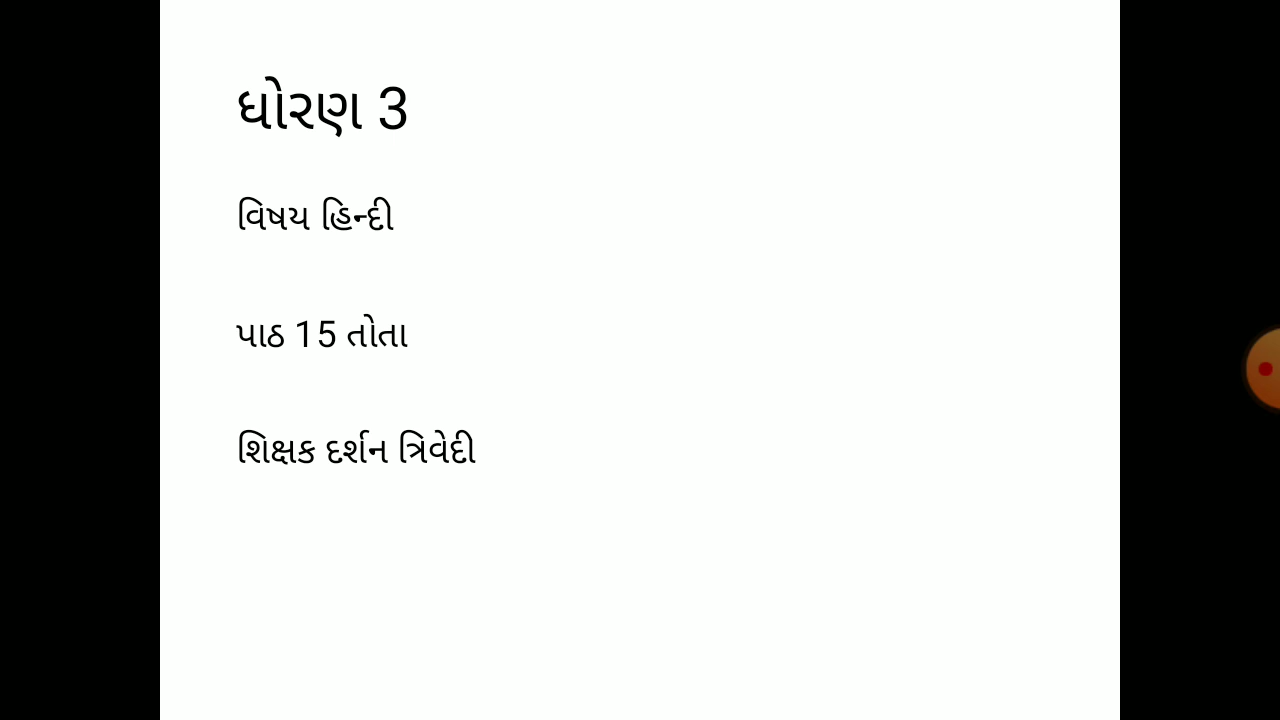 ધોરણ 3
વિષય હિન્દી
પાઠ 15 તોતા
શિક્ષક દર્શન ત્રિવેદી